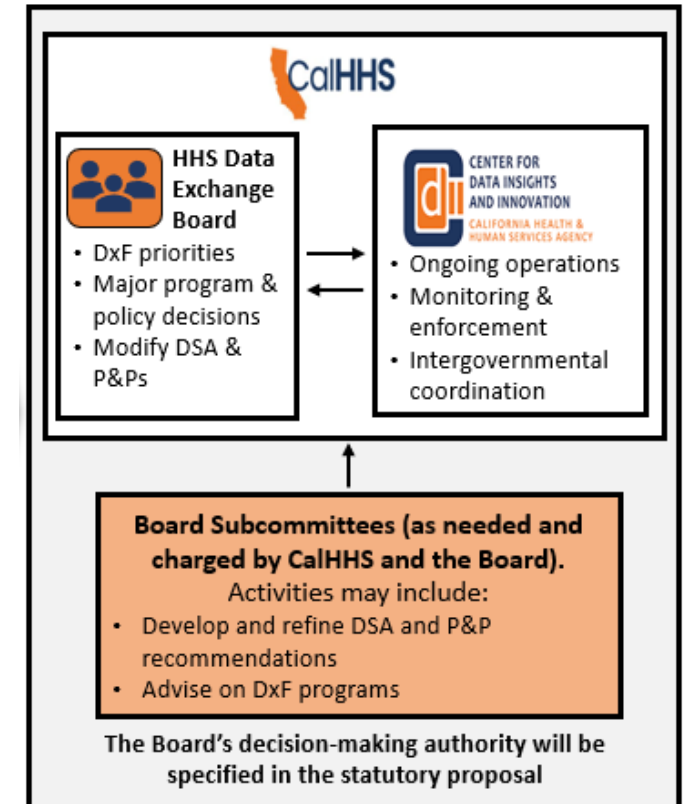 CalHHS
HHS Data
Exchange
Board
• DxF priorities
• Major program &
policy decisions
• Modify DSA &
P&Ps
cdii
CENTER FOR
DATA INSIGHTS
AND INNOVATION
CALIFORNIA HEALTH &
HUMAN SERVICES AGENCY
• Ongoing operations
• Monitoring &
enforcement
• Intergovernmental
coordination
Board Subcommittees (as needed and
charged by CalHHS and the Board).
Activities may include:
• Develop and refine DSA and P&P
recommendations
• Advise on DxF programs
The Board's decision-making authority will be
specified in the statutory proposal